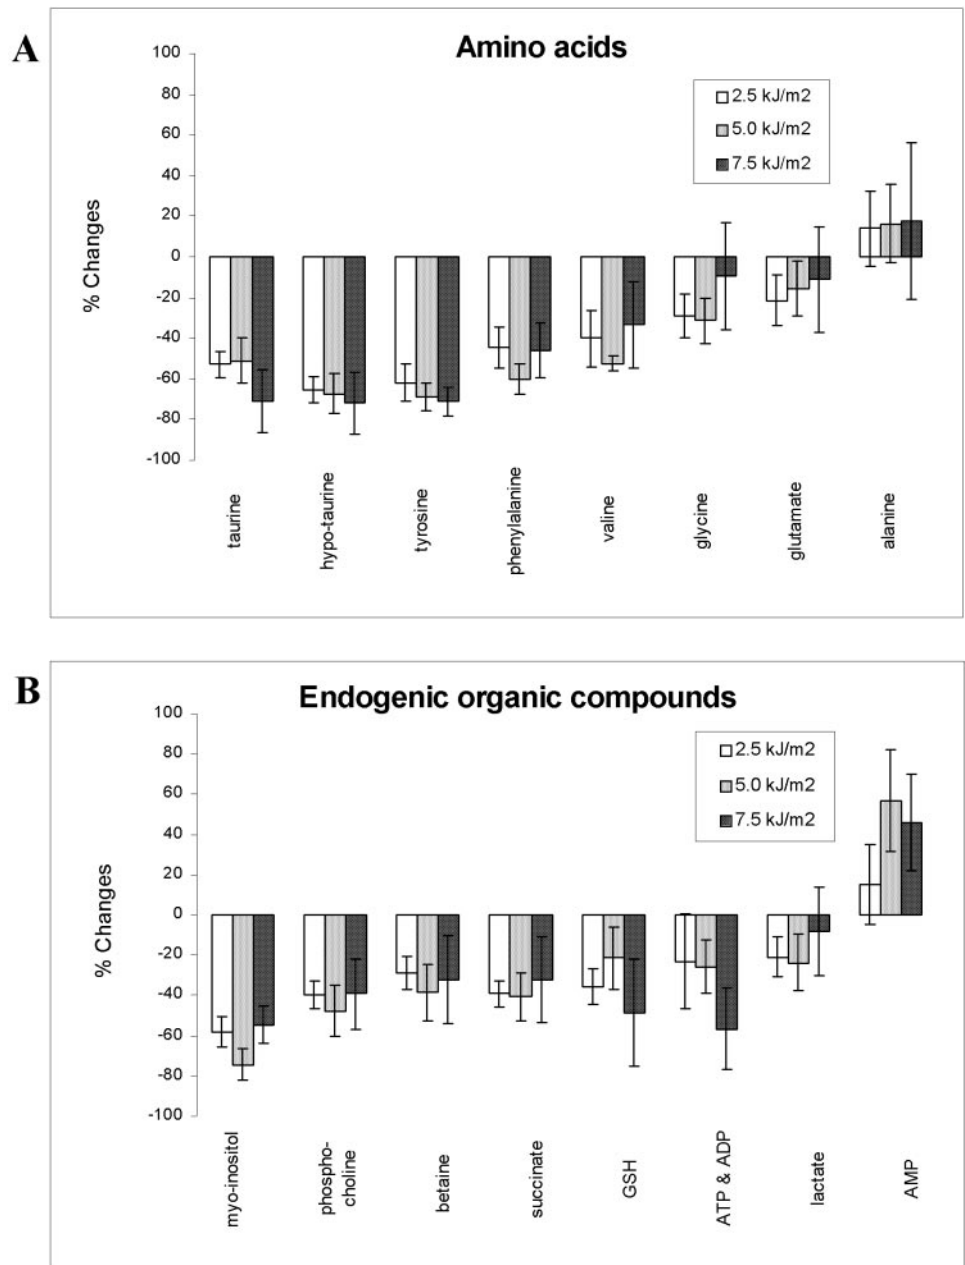 A
Amino acids
100
80
60
40
20
0
-20
-40
-60
-80
-100
% Changes
2.5 kJ/m2
5.0 kJ/m2
7.5 kJ/m2
taurine
hypo-taurine
tyrosine
phenylalanine
valine
glycine
glutamate
alanine
B
Endogenic organic compounds
100
80
60
40
20
0
-20
-40
-60
-80
-100
% Changes
2.5 kJ/m2
5.0 kJ/m2
7.5 kJ/m2
myo-inositol
phospho-
choline
betaine
succinate
GSH
ATP & ADP
lactate
AMP